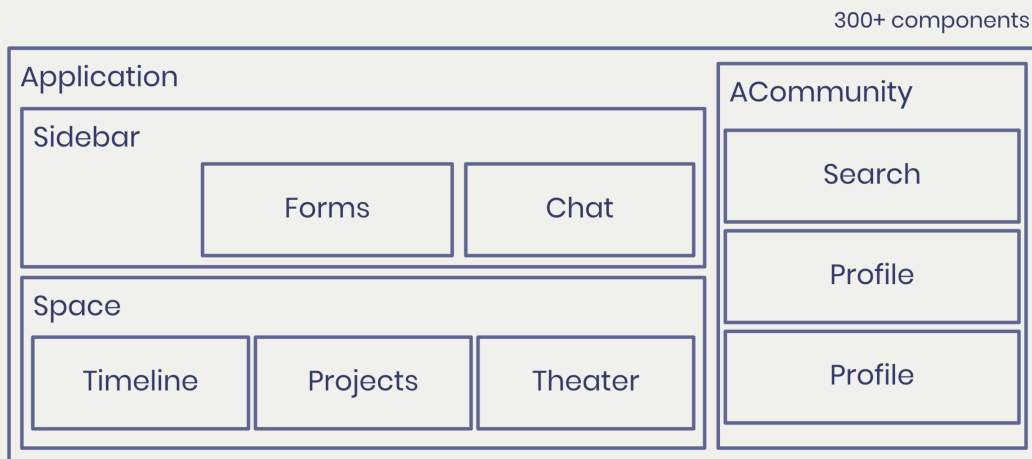 300+ components
Application
Sidebar
Forms
Chat
Space
Timeline
Projects
Theater
ACommunity
Search
Profile
Profile